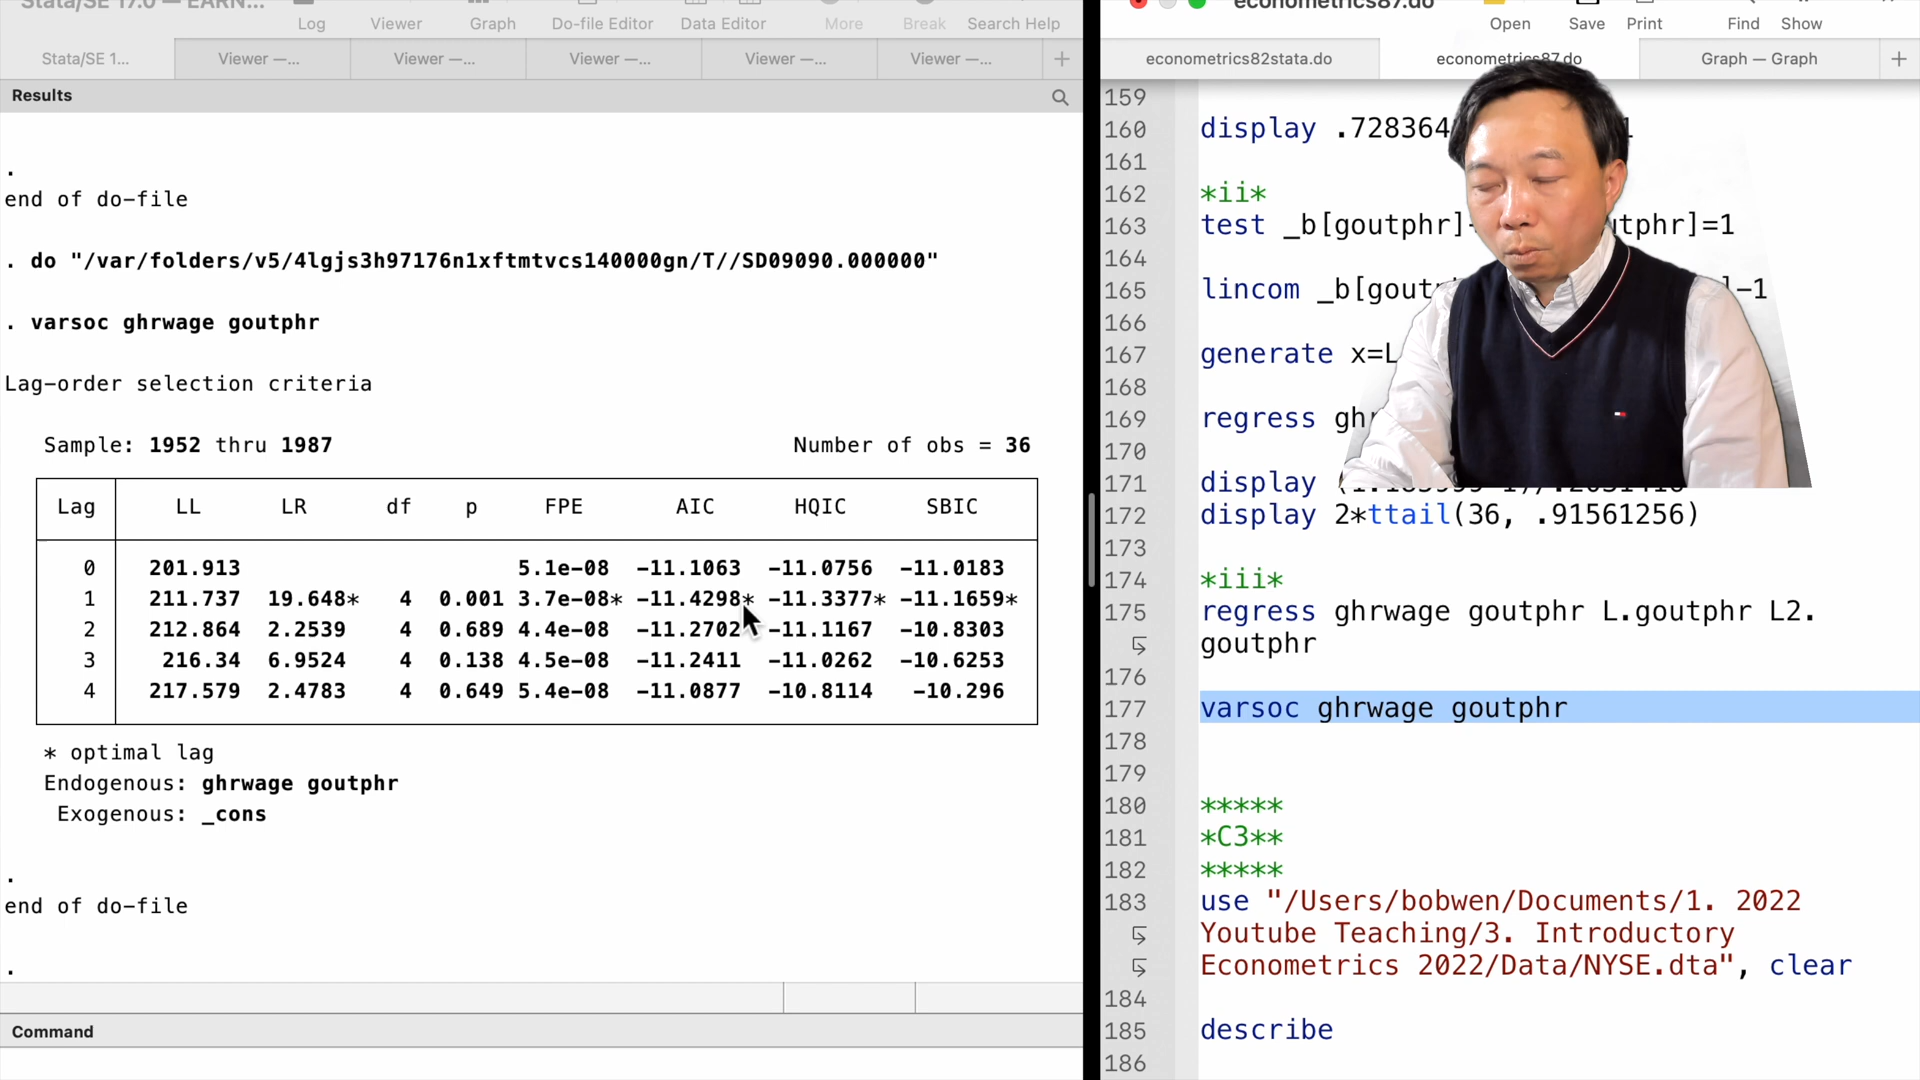 Stata/SE 17.0 — EARN...
Log Viewer Graph Do-file Editor Data Editor More Break Search Help
Stata/SE 1... Viewer —... Viewer —... Viewer —... Viewer —... Viewer —...
Results
.
end of do-file
. do "/var/folders/v5/4lgjs3h97176n1xftmtvcs140000gn/T//SD09090.000000"
. varsoc ghrwage goutphr
Lag-order selection criteria
Sample: 1952 thru 1987 Number of obs = 36
Lag LL LR df p FPE AIC HQIC SBIC
0 201.913 5.1e-08 -11.1063 -11.0756 -11.0183
1 211.737 19.648* 4 0.001 3.7e-08* -11.4298* -11.3377* -11.1659*
2 212.864 2.2539 4 0.689 4.4e-08 -11.2702 -11.1167 -10.8303
3 216.34 6.9524 4 0.138 4.5e-08 -11.2411 -11.0262 -10.6253
4 217.579 2.4783 4 0.649 5.4e-08 -11.0877 -10.8114 -10.296
* optimal lag
Endogenous: ghrwage goutphr
Exogenous: _cons
.
end of do-file
.
Command
econometrics87.do
Open Save Print Find Show
econometrics82stata.do econometrics87.do Graph — Graph
159
160 display .728364
161
162 *ii*
163 test _b[goutphr] utphr]=1
164
165 lincom _b[gout ]-1
166
167 generate x=L
168
169 regress gh
170
171 display
172 display 2*ttail(36, .91561256)
173
174 *iii*
175 regress ghrwage goutphr L.goutphr L2.
goutphr
176
177 varsoc ghrwage goutphr
178
179
180 *****
181 *C3**
182 *****
183 use "/Users/bobwen/Documents/1. 2022
Youtube Teaching/3. Introductory
Econometrics 2022/Data/NYSE.dta", clear
184
185 describe
186